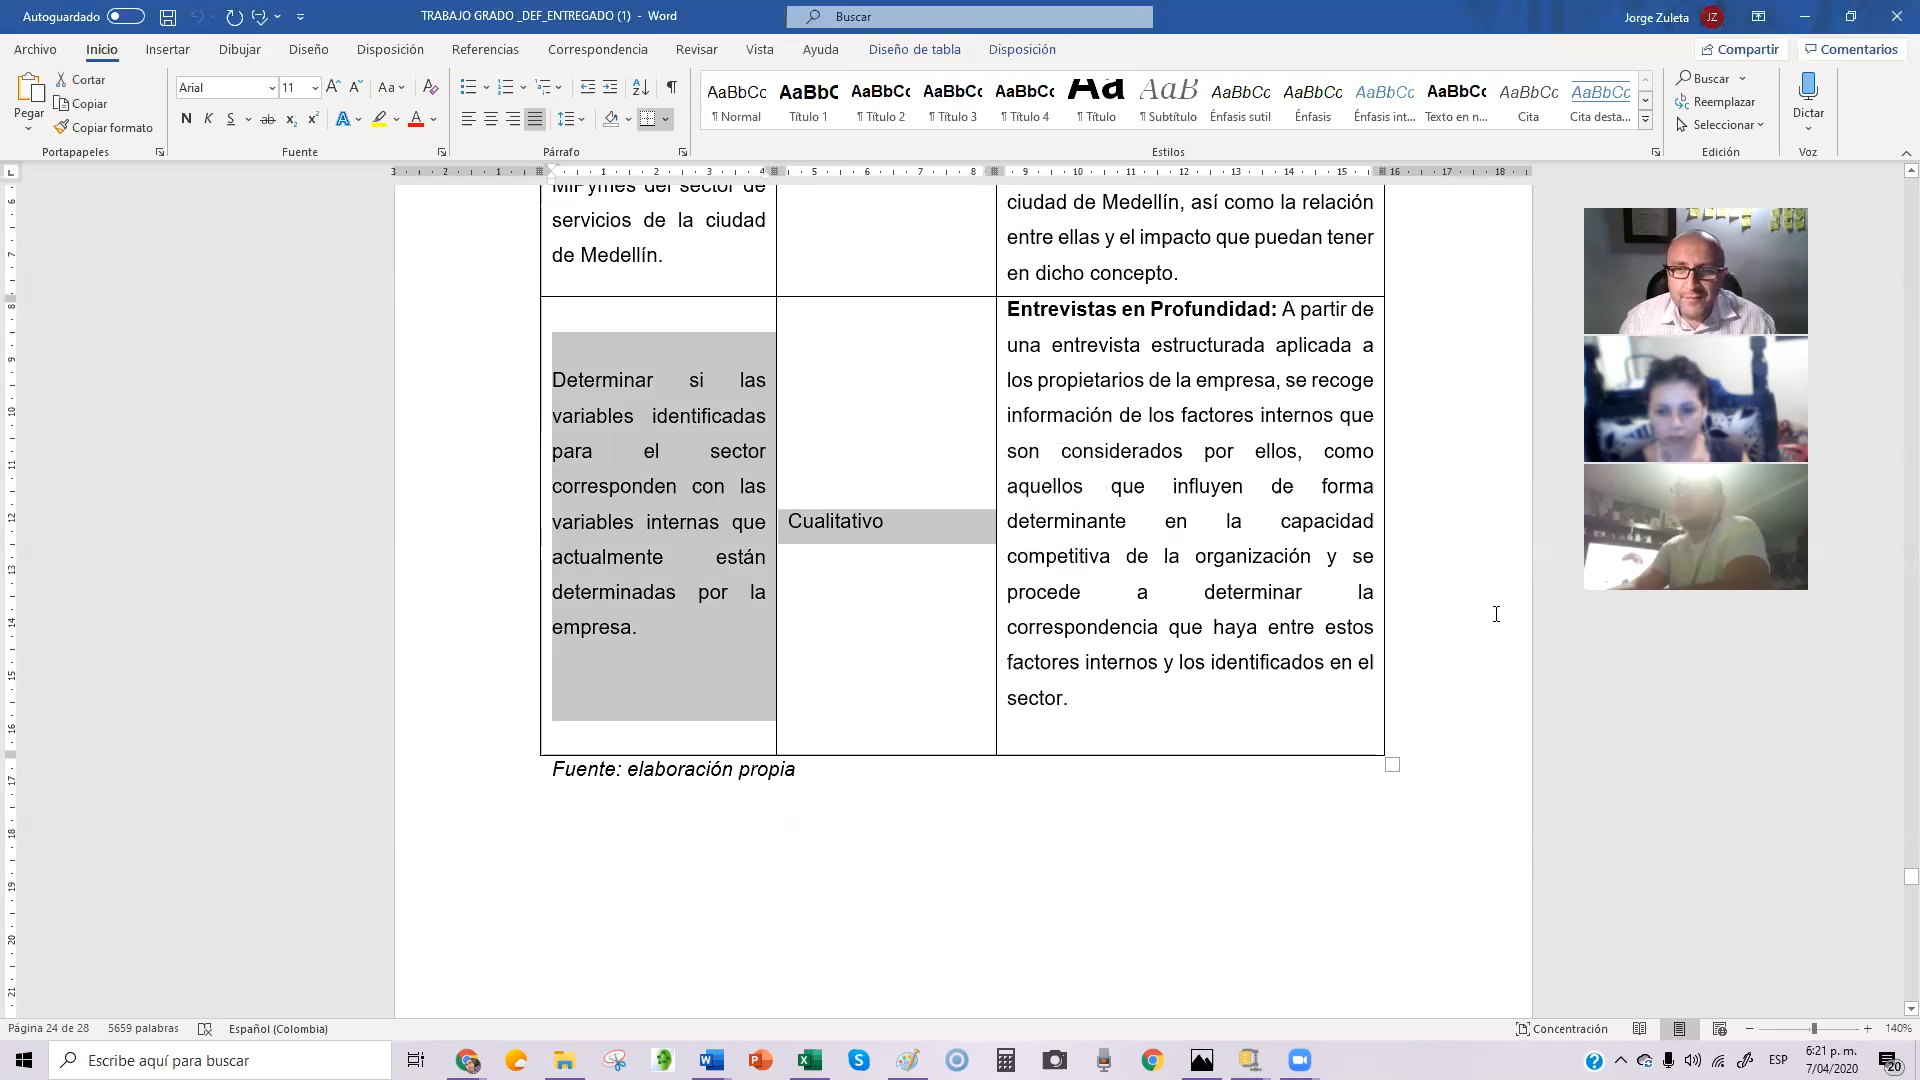 Autoguardado
TRABAJO GRADO _DEF_ENTREGADO (1) - Word
Buscar
Jorge Zuleta
JZ
Archivo Inicio Insertar Dibujar Diseño Disposición Referencias Correspondencia Revisar Vista Ayuda Diseño de tabla Disposición
Compartir
Comentarios
Pegar
Cortar
Copiar
Copiar formato
Portapapeles
Arial 11
Fuente
Párrafo
AaBbCc AaBbC AaBbCc AaBbCc AaBbCc Aa AaB AaBbCc AaBbCc AaBbCc AaBbCc AaBbCc AaBbCc
¶ Normal Título 1 ¶ Título 2 ¶ Título 3 ¶ Título 4 ¶ Título ¶ Subtítulo Énfasis sutil Énfasis Énfasis int... Texto en n... Cita Cita desta...
Estilos
Buscar
Reemplazar
Seleccionar
Edición
Dictar
Voz
MiPymes del sector de
servicios de la ciudad
de Medellín.
ciudad de Medellín, así como la relación
entre ellas y el impacto que puedan tener
en dicho concepto.
Determinar si las
variables identificadas
para el sector
corresponden con las
variables internas que
actualmente están
determinadas por la
empresa.
Cualitativo
Entrevistas en Profundidad: A partir de
una entrevista estructurada aplicada a
los propietarios de la empresa, se recoge
información de los factores internos que
son considerados por ellos, como
aquellos que influyen de forma
determinante en la capacidad
competitiva de la organización y se
procede a determinar la
correspondencia que haya entre estos
factores internos y los identificados en el
sector.
Fuente: elaboración propia
Página 24 de 28 5659 palabras Español (Colombia)
Concentración
140%
Escribe aquí para buscar
ESP
6:21 p. m.
7/04/2020
20